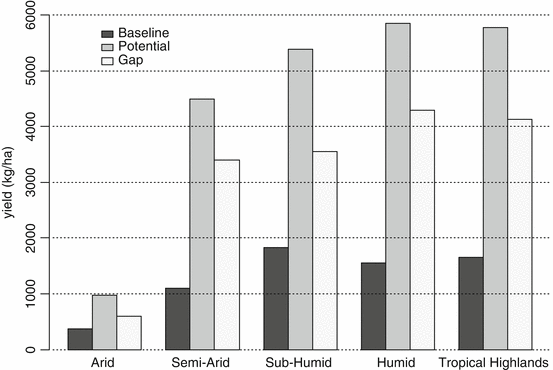 6000
5000
4000
3000
2000
1000
0
yield (kg/ha)
Baseline
Potential
Gap
Arid Semi-Arid Sub-Humid Humid Tropical Highlands